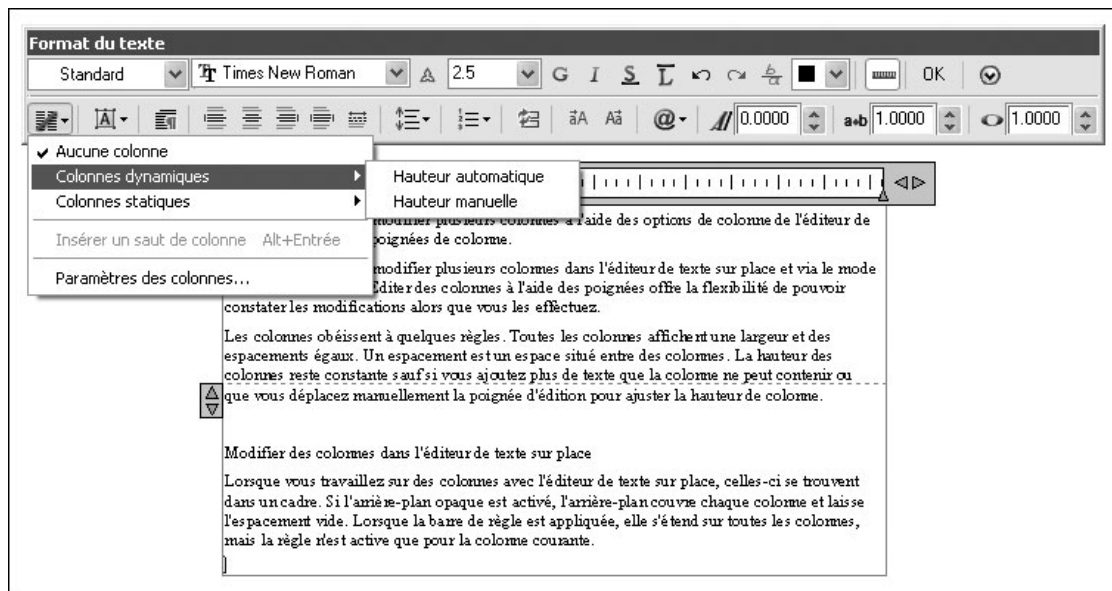 Format du texte
Standard Times New Roman 2.5 G I S L OK
aA Aa @ 0.0000 a•b 1.0000 1.0000
Aucune colonne
Colonnes dynamiques
Hauteur automatique
Colonnes statiques
Hauteur manuelle
Insérer un saut de colonne Alt+Entrée
Paramètres des colonnes...
modifier plusieurs colonnes à l'aide des options de colonne de l'éditeur de
poignées de colonne.
modifier plusieurs colonnes dans l'éditeur de texte sur place et via le mode
Éditer des colonnes à l'aide des poignées offre la flexibilité de pouvoir
constater les modifications alors que vous les effectuez.
Les colonnes obéissent à quelques règles. Toutes les colonnes affichent une largeur et des
espacements égaux. Un espacement est un espace situé entre des colonnes. La hauteur des
colonnes reste constante sauf si vous ajoutez plus de texte que la colonne ne peut contenir ou
que vous déplacez manuellement la poignée d'édition pour ajuster la hauteur de colonne.
Modifier des colonnes dans l'éditeur de texte sur place
Lorsque vous travaillez sur des colonnes avec l'éditeur de texte sur place, celles-ci se trouvent
dans un cadre. Si l'arrière-plan opaque est activé, l'arrière-plan couvre chaque colonne et laisse
l'espacement vide. Lorsque la barre de règle est appliquée, elle s'étend sur toutes les colonnes,
mais la règle n'est active que pour la colonne courante.